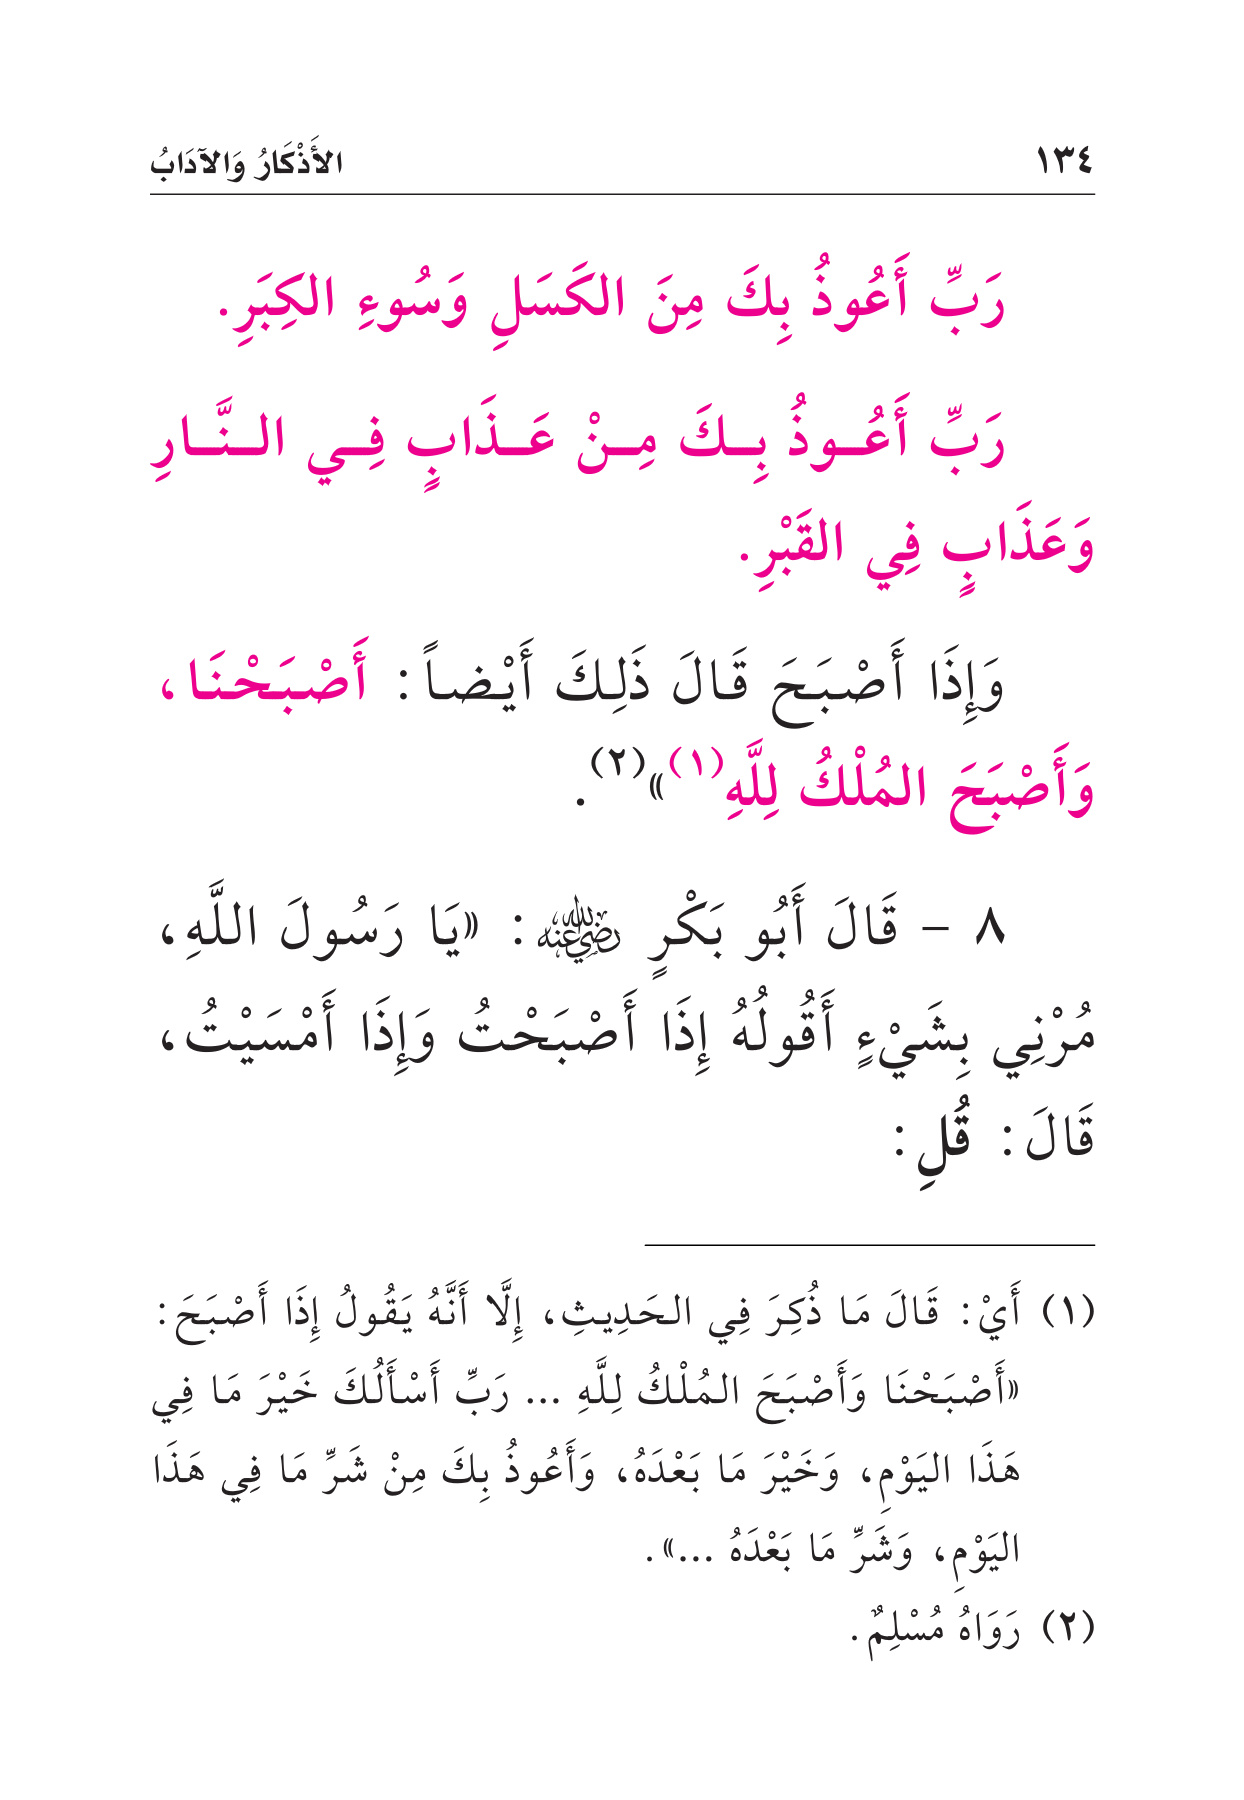 ١٣٤ الأَذْكَارُ وَالآدَابُ
رَبِّ أَعُوذُ بِكَ مِنَ الكَسَلِ وَسُوءِ الكِبَرِ.
رَبِّ أَعُوذُ بِكَ مِنْ عَذَابٍ فِي النَّارِ
وَعَذَابٍ فِي القَبْرِ.
وَإِذَا أَصْبَحَ قَالَ ذَلِكَ أَيْضاً: أَصْبَحْنَا،
وَأَصْبَحَ المُلْكُ لِلَّهِ(١)»(٢).
٨ - قَالَ أَبُو بَكْرٍ رضي الله عنه: «يَا رَسُولَ اللَّهِ،
مُرْنِي بِشَيْءٍ أَقُولُهُ إِذَا أَصْبَحْتُ وَإِذَا أَمْسَيْتُ،
قَالَ: قُلِ:
(١) أَيْ: قَالَ مَا ذُكِرَ فِي الحَدِيثِ، إِلَّا أَنَّهُ يَقُولُ إِذَا أَصْبَحَ:
«أَصْبَحْنَا وَأَصْبَحَ المُلْكُ لِلَّهِ ... رَبِّ أَسْأَلُكَ خَيْرَ مَا فِي
هَذَا اليَوْمِ، وَخَيْرَ مَا بَعْدَهُ، وَأَعُوذُ بِكَ مِنْ شَرِّ مَا فِي هَذَا
اليَوْمِ، وَشَرِّ مَا بَعْدَهُ ...».
(٢) رَوَاهُ مُسْلِمٌ.